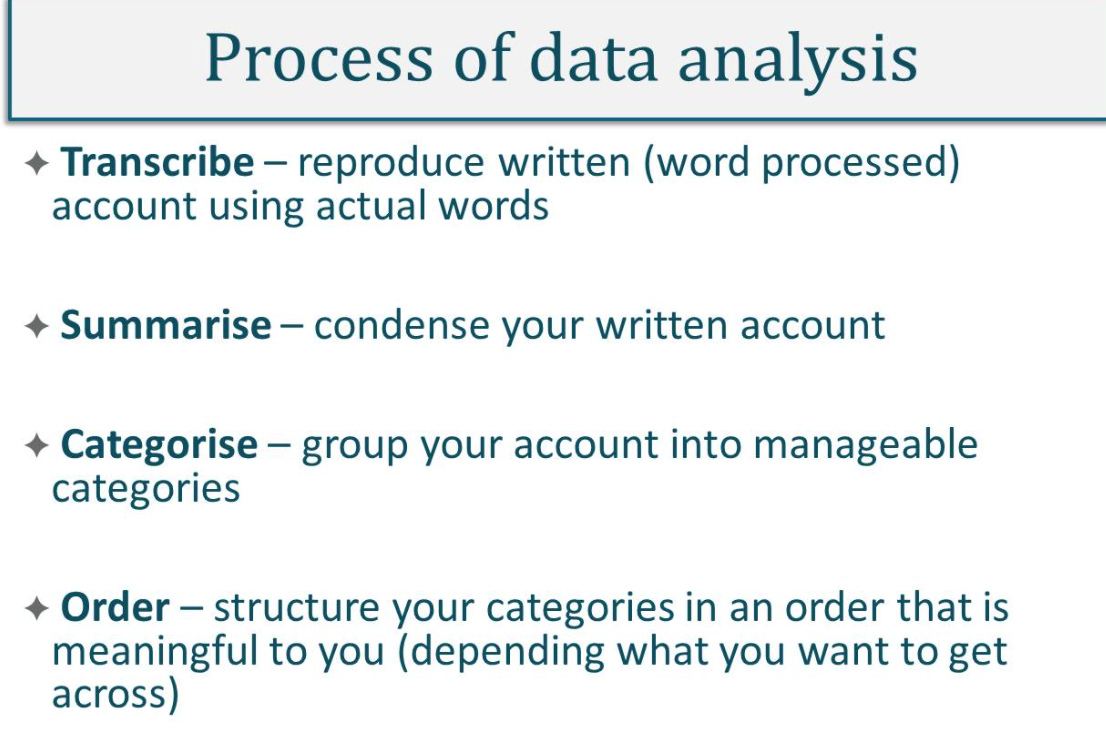 Process of data analysis
Transcribe – reproduce written (word processed)
account using actual words
Summarise – condense your written account
Categorise – group your account into manageable
categories
Order – structure your categories in an order that is
meaningful to you (depending what you want to get
across)